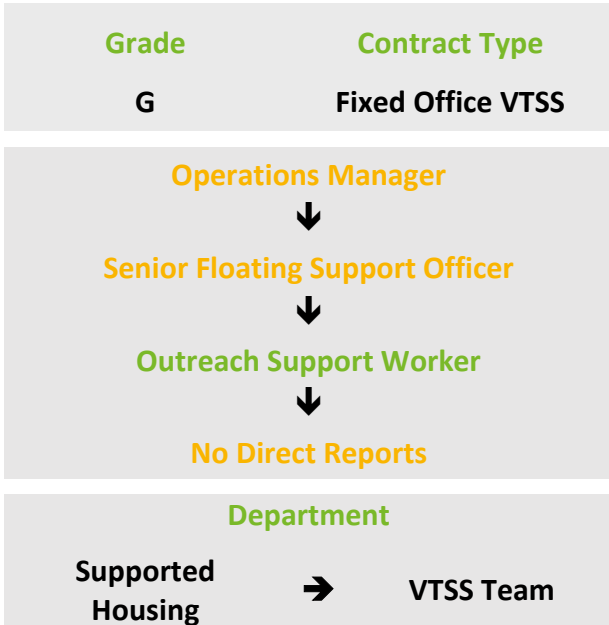 Grade Contract Type
G Fixed Office VTSS
Operations Manager
↓
Senior Floating Support Officer
↓
Outreach Support Worker
↓
No Direct Reports
Department
Supported
Housing → VTSS Team